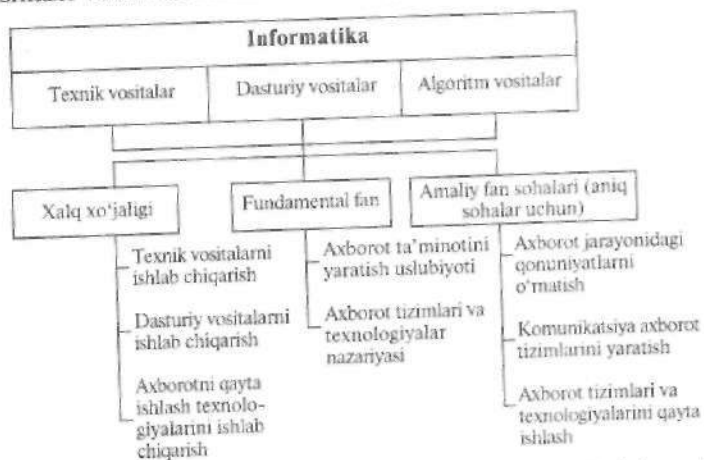 Informatika
Texnik vositalar
Dasturiy vositalar
Algoritm vositalar
Xalq xo'jaligi
Fundamental fan
Amaliy fan sohalari (aniq
sohalar uchun)
Texnik vositalarni
ishlab chiqarish
Dasturiy vositalarni
ishlab chiqarish
Axborotni qayta
ishlash texnolo-
giyalarini ishlab
chiqarish
Axborot ta'minotini
yaratish uslubiyoti
Axborot tizimlari va
texnologiyalar
nazariyasi
Axborot jarayonidagi
qonuniyatlarni
o'rnatish
Komunikatsiya axborot
tizimlarini yaratish
Axborot tizimlari va
texnologiyalarini qayta
ishlash